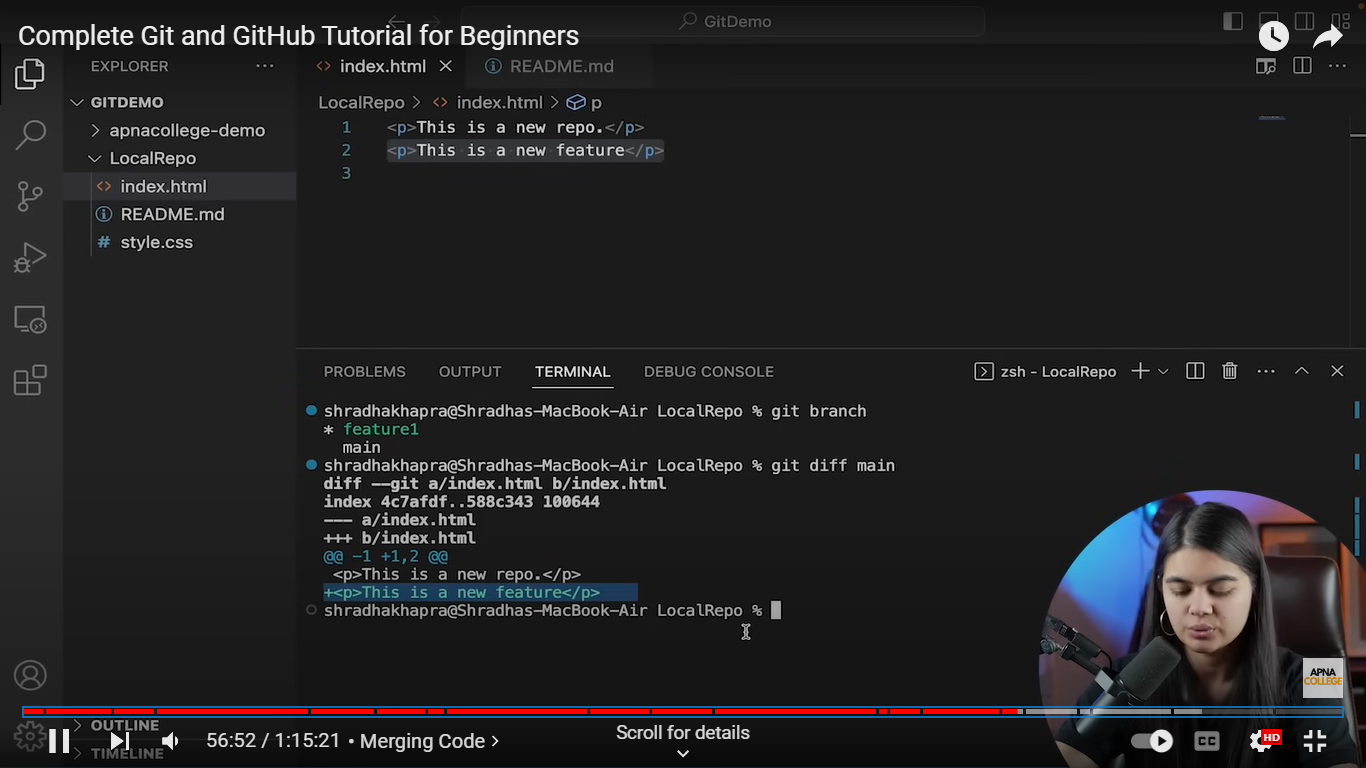 Complete Git and GitHub Tutorial for Beginners
GitDemo
EXPLORER
GITDEMO
apnacollege-demo
LocalRepo
index.html
README.md
style.css
index.html
README.md
LocalRepo > index.html > p
1 <p>This is a new repo.</p>
2 <p>This is a new feature</p>
3
PROBLEMS OUTPUT TERMINAL DEBUG CONSOLE
zsh - LocalRepo
shradhakhapra@Shradhas-MacBook-Air LocalRepo % git branch
* feature1
main
shradhakhapra@Shradhas-MacBook-Air LocalRepo % git diff main
diff --git a/index.html b/index.html
index 4c7afdf..588c343 100644
--- a/index.html
+++ b/index.html
@@ -1 +1,2 @@
<p>This is a new repo.</p>
+<p>This is a new feature</p>
shradhakhapra@Shradhas-MacBook-Air LocalRepo %
APNA
COLLEGE
OUTLINE
TIMELINE
56:52 / 1:15:21 • Merging Code >
Scroll for details
CC
HD